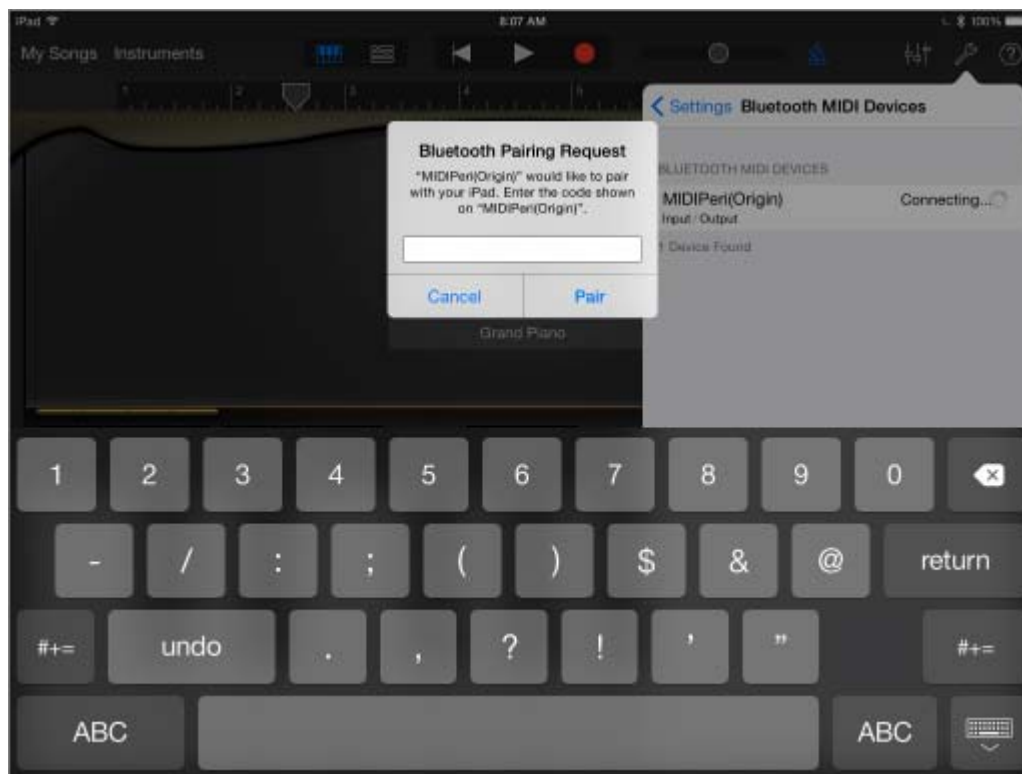 iPad 8:07 AM 100%
My Songs Instruments
1 2 3 4 5
Settings Bluetooth MIDI Devices
Bluetooth Pairing Request
"MIDIPeri(Origin)" would like to pair
with your iPad. Enter the code shown
on "MIDIPeri(Origin)".
Cancel Pair
Grand Piano
BLUETOOTH MIDI DEVICES
MIDIPeri(Origin) Connecting...
Input / Output
1 Device Found
1 2 3 4 5 6 7 8 9 0
- / : ; ( ) $ & @ return
#+= undo . , ? ! ' " #+=
ABC ABC